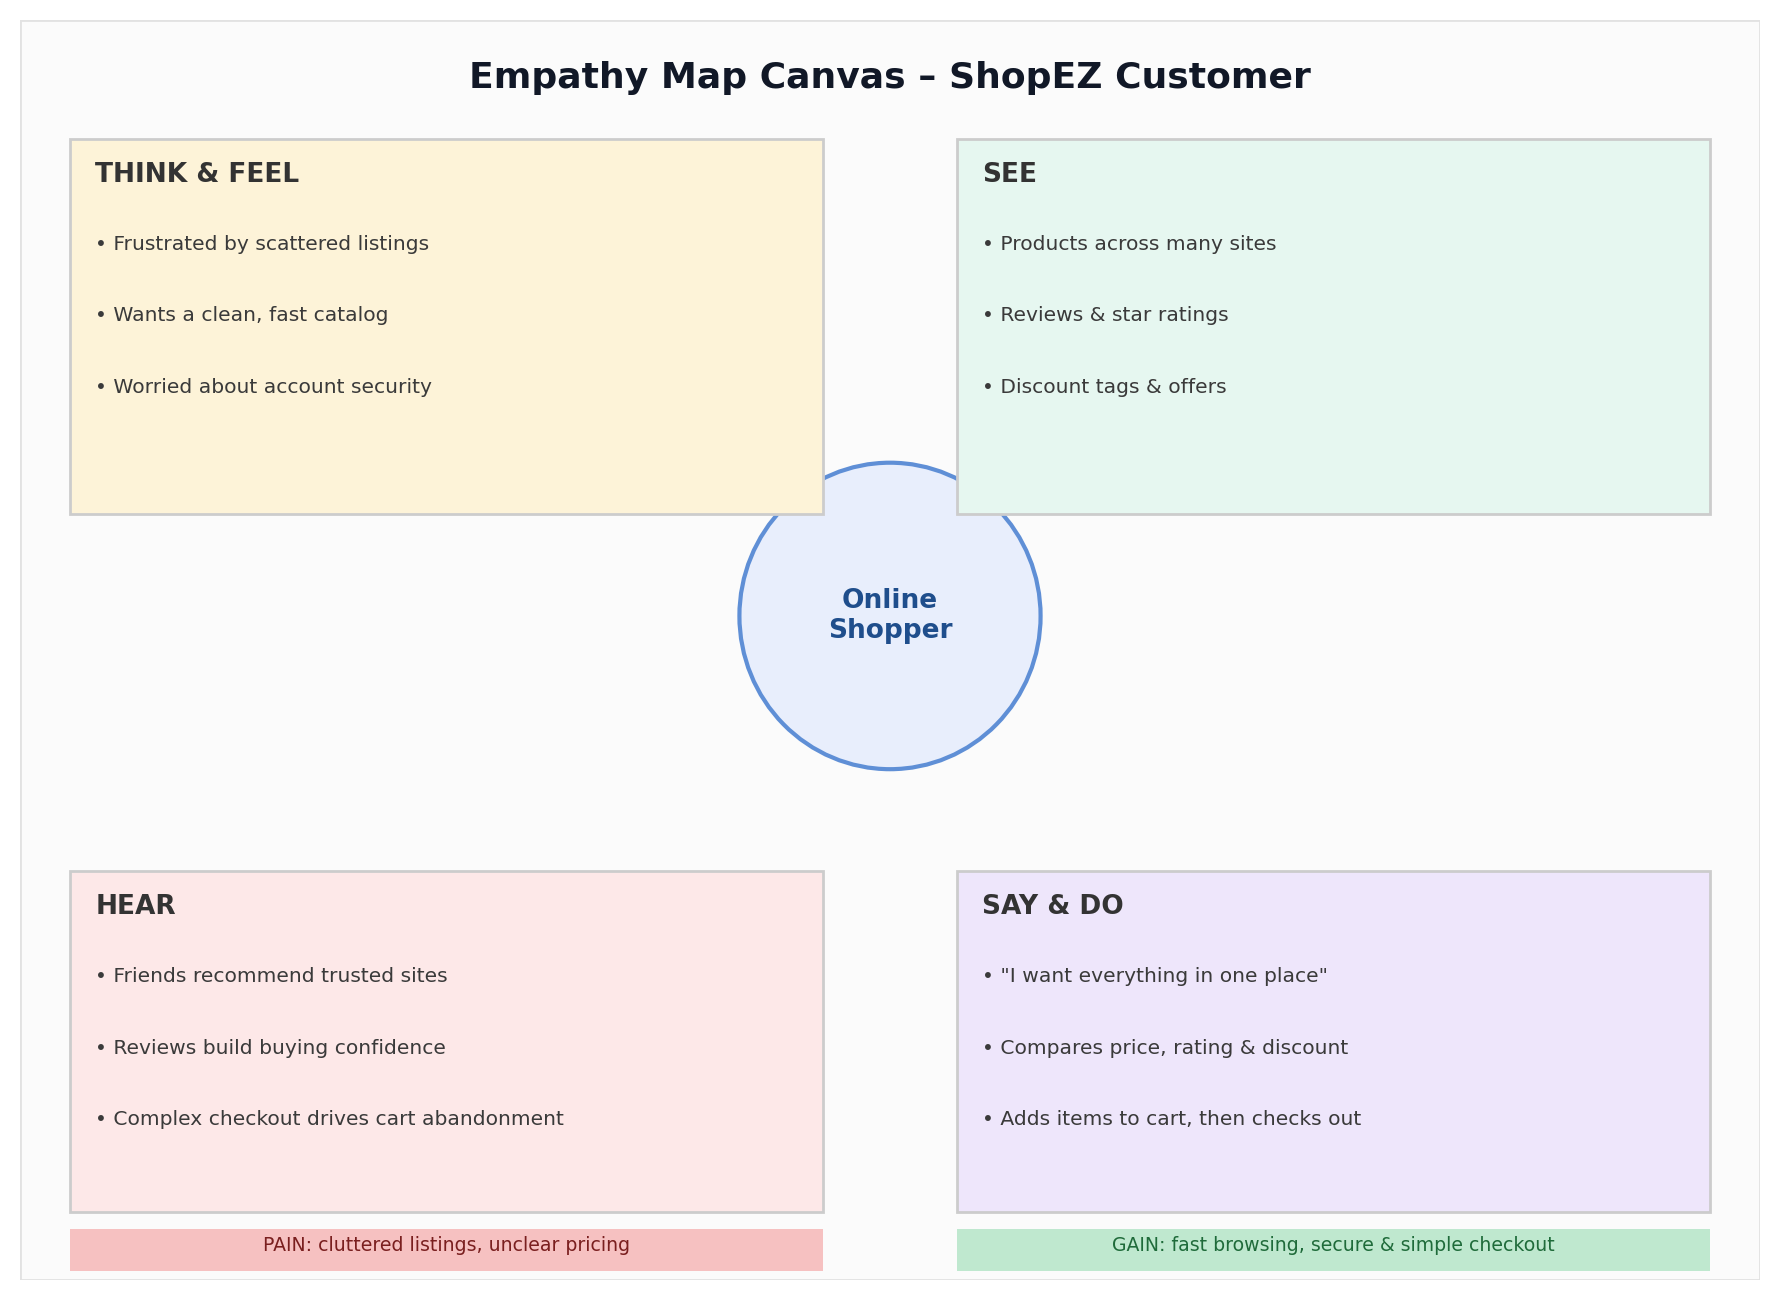 Empathy Map Canvas – ShopEZ Customer
THINK & FEEL
• Frustrated by scattered listings
• Wants a clean, fast catalog
• Worried about account security
SEE
• Products across many sites
• Reviews & star ratings
• Discount tags & offers
Online
Shopper
HEAR
• Friends recommend trusted sites
• Reviews build buying confidence
• Complex checkout drives cart abandonment
SAY & DO
• "I want everything in one place"
• Compares price, rating & discount
• Adds items to cart, then checks out
PAIN: cluttered listings, unclear pricing
GAIN: fast browsing, secure & simple checkout